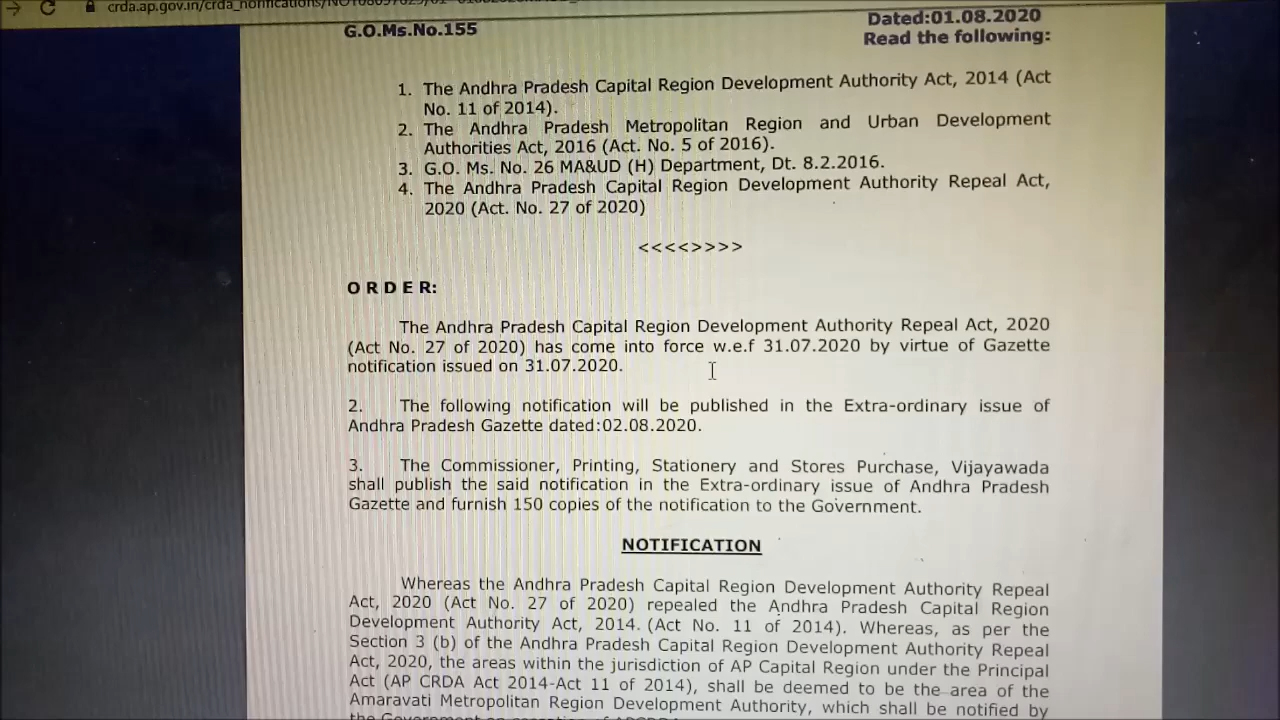 crda.ap.gov.in/crda_notifications/
G.O.Ms.No.155
Dated:01.08.2020
Read the following:
1. The Andhra Pradesh Capital Region Development Authority Act, 2014 (Act
No. 11 of 2014).
2. The Andhra Pradesh Metropolitan Region and Urban Development
Authorities Act, 2016 (Act. No. 5 of 2016).
3. G.O. Ms. No. 26 MA&UD (H) Department, Dt. 8.2.2016.
4. The Andhra Pradesh Capital Region Development Authority Repeal Act,
2020 (Act. No. 27 of 2020)
<<<<>>>>
O R D E R:
The Andhra Pradesh Capital Region Development Authority Repeal Act, 2020
(Act No. 27 of 2020) has come into force w.e.f 31.07.2020 by virtue of Gazette
notification issued on 31.07.2020.
2. The following notification will be published in the Extra-ordinary issue of
Andhra Pradesh Gazette dated:02.08.2020.
3. The Commissioner, Printing, Stationery and Stores Purchase, Vijayawada
shall publish the said notification in the Extra-ordinary issue of Andhra Pradesh
Gazette and furnish 150 copies of the notification to the Government.
NOTIFICATION
Whereas the Andhra Pradesh Capital Region Development Authority Repeal
Act, 2020 (Act No. 27 of 2020) repealed the Andhra Pradesh Capital Region
Development Authority Act, 2014. (Act No. 11 of 2014). Whereas, as per the
Section 3 (b) of the Andhra Pradesh Capital Region Development Authority Repeal
Act, 2020, the areas within the jurisdiction of AP Capital Region under the Principal
Act (AP CRDA Act 2014-Act 11 of 2014), shall be deemed to be the area of the
Amaravati Metropolitan Region Development Authority, which shall be notified by
the Government on